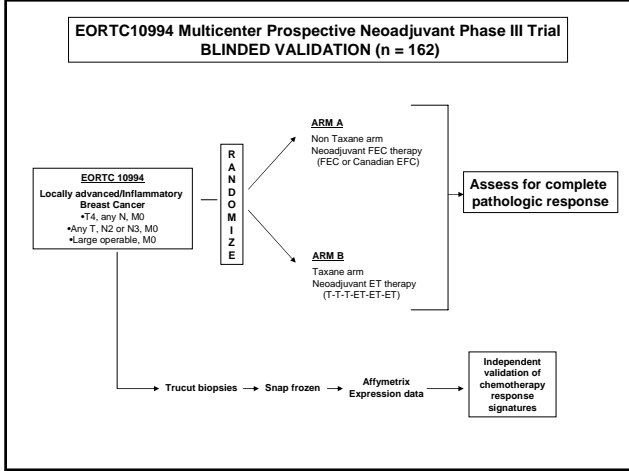 EORTC10994 Multicenter Prospective Neoadjuvant Phase III Trial
BLINDED VALIDATION (n = 162)
EORTC 10994
Locally advanced/Inflammatory
Breast Cancer
•T4, any N, M0
•Any T, N2 or N3, M0
•Large operable, M0
R
A
N
D
O
M
I
Z
E
ARM A
Non Taxane arm
Neoadjuvant FEC therapy
(FEC or Canadian EFC)
ARM B
Taxane arm
Neoadjuvant ET therapy
(T-T-T-ET-ET-ET)
Assess for complete
pathologic response
Trucut biopsies
Snap frozen
Affymetrix
Expression data
Independent
validation of
chemotherapy
response
signatures